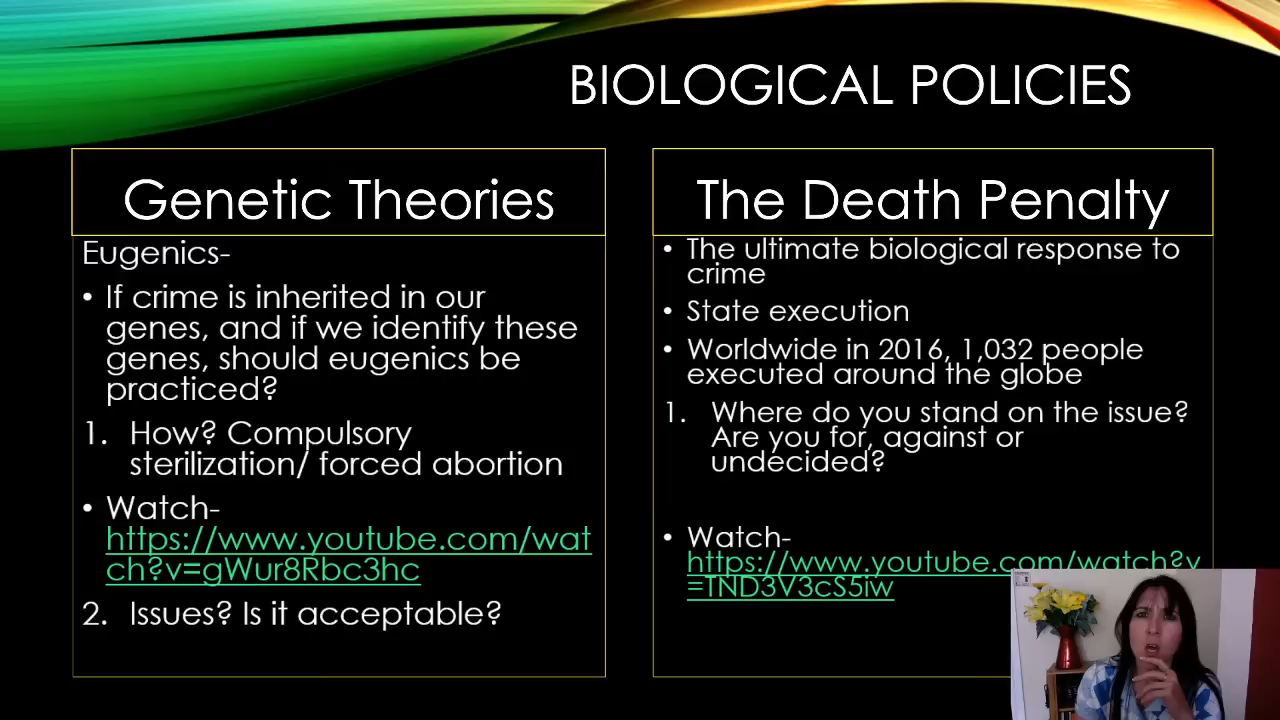 BIOLOGICAL POLICIES
Genetic Theories
Eugenics-
• If crime is inherited in our
genes, and if we identify these
genes, should eugenics be
practiced?
1. How? Compulsory
sterilization/ forced abortion
• Watch-
https://www.youtube.com/wat
ch?v=gWur8Rbc3hc
2. Issues? Is it acceptable?
The Death Penalty
• The ultimate biological response to
crime
• State execution
• Worldwide in 2016, 1,032 people
executed around the globe
1. Where do you stand on the issue?
Are you for, against or
undecided?
• Watch-
https://www.youtube.com/watch?v
=TND3V3cS5iw